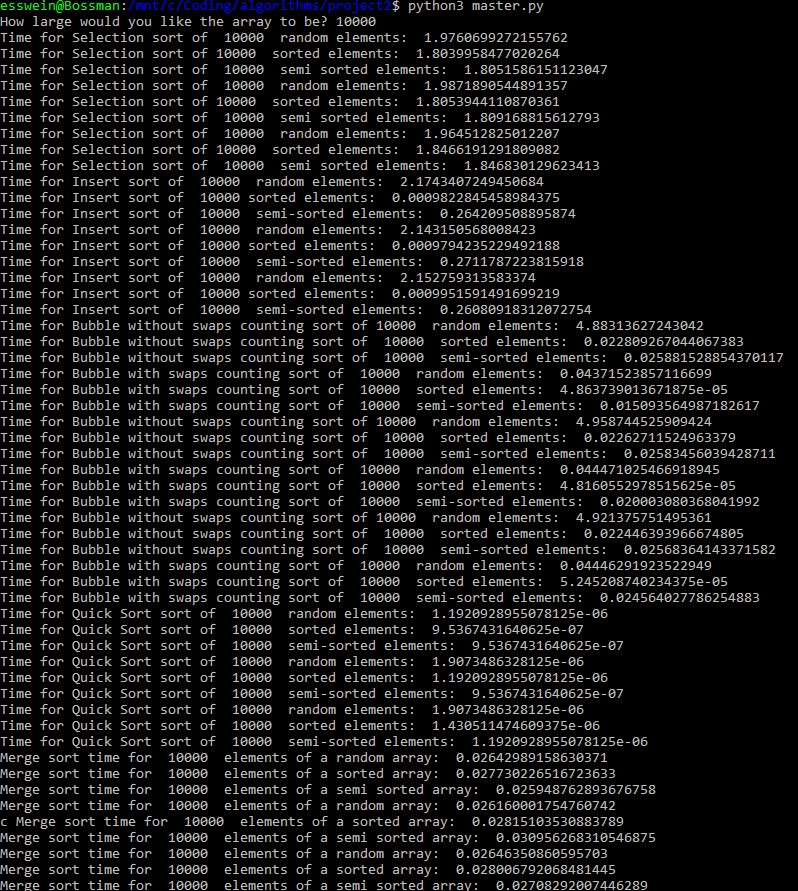 esswein@Bossman:/mnt/c/Coding/algorithms/project2$ python3 master.py
How large would you like the array to be? 10000
Time for Selection sort of  10000  random elements:  1.9760699272155762
Time for Selection sort of 10000  sorted elements:  1.8039958477020264
Time for Selection sort of  10000  semi sorted elements:  1.8051586151123047
Time for Selection sort of  10000  random elements:  1.9871890544891357
Time for Selection sort of 10000  sorted elements:  1.8053944110870361
Time for Selection sort of  10000  semi sorted elements:  1.809168815612793
Time for Selection sort of  10000  random elements:  1.964512825012207
Time for Selection sort of 10000  sorted elements:  1.8466191291809082
Time for Selection sort of  10000  semi sorted elements:  1.846830129623413
Time for Insert sort of  10000  random elements:  2.1743407249450684
Time for Insert sort of  10000 sorted elements:  0.0009822845458984375
Time for Insert sort of  10000  semi-sorted elements:  0.264209508895874
Time for Insert sort of  10000  random elements:  2.143150568008423
Time for Insert sort of  10000 sorted elements:  0.0009794235229492188
Time for Insert sort of  10000  semi-sorted elements:  0.2711787223815918
Time for Insert sort of  10000  random elements:  2.152759313583374
Time for Insert sort of  10000 sorted elements:  0.0009951591491699219
Time for Insert sort of  10000  semi-sorted elements:  0.26080918312072754
Time for Bubble without swaps counting sort of 10000  random elements:  4.88313627243042
Time for Bubble without swaps counting sort of  10000  sorted elements:  0.022809267044067383
Time for Bubble without swaps counting sort of  10000  semi-sorted elements:  0.025881528854370117
Time for Bubble with swaps counting sort of  10000  random elements:  0.04371523857116699
Time for Bubble with swaps counting sort of  10000  sorted elements:  4.863739013671875e-05
Time for Bubble with swaps counting sort of  10000  semi-sorted elements:  0.015093564987182617
Time for Bubble without swaps counting sort of 10000  random elements:  4.958744525909424
Time for Bubble without swaps counting sort of  10000  sorted elements:  0.02262711524963379
Time for Bubble without swaps counting sort of  10000  semi-sorted elements:  0.02583456039428711
Time for Bubble with swaps counting sort of  10000  random elements:  0.044471025466918945
Time for Bubble with swaps counting sort of  10000  sorted elements:  4.8160552978515625e-05
Time for Bubble with swaps counting sort of  10000  semi-sorted elements:  0.020003080368041992
Time for Bubble without swaps counting sort of 10000  random elements:  4.921375751495361
Time for Bubble without swaps counting sort of  10000  sorted elements:  0.022446393966674805
Time for Bubble without swaps counting sort of  10000  semi-sorted elements:  0.02568364143371582
Time for Bubble with swaps counting sort of  10000  random elements:  0.04446291923522949
Time for Bubble with swaps counting sort of  10000  sorted elements:  5.245208740234375e-05
Time for Bubble with swaps counting sort of  10000  semi-sorted elements:  0.024564027786254883
Time for Quick Sort sort of  10000  random elements:  1.1920928955078125e-06
Time for Quick Sort sort of  10000  sorted elements:  9.5367431640625e-07
Time for Quick Sort sort of  10000  semi-sorted elements:  9.5367431640625e-07
Time for Quick Sort sort of  10000  random elements:  1.9073486328125e-06
Time for Quick Sort sort of  10000  sorted elements:  1.1920928955078125e-06
Time for Quick Sort sort of  10000  semi-sorted elements:  9.5367431640625e-07
Time for Quick Sort sort of  10000  random elements:  1.9073486328125e-06
Time for Quick Sort sort of  10000  sorted elements:  1.430511474609375e-06
Time for Quick Sort sort of  10000  semi-sorted elements:  1.1920928955078125e-06
Merge sort time for  10000  elements of a random array:  0.02642989158630371
Merge sort time for  10000  elements of a sorted array:  0.027730226516723633
Merge sort time for  10000  elements of a semi sorted array:  0.025948762893676758
Merge sort time for  10000  elements of a random array:  0.026160001754760742
c Merge sort time for  10000  elements of a sorted array:  0.02815103530883789
Merge sort time for  10000  elements of a semi sorted array:  0.030956268310546875
Merge sort time for  10000  elements of a random array:  0.02646350860595703
Merge sort time for  10000  elements of a sorted array:  0.028006792068481445
Merge sort time for  10000  elements of a semi sorted array:  0.02708292007446289